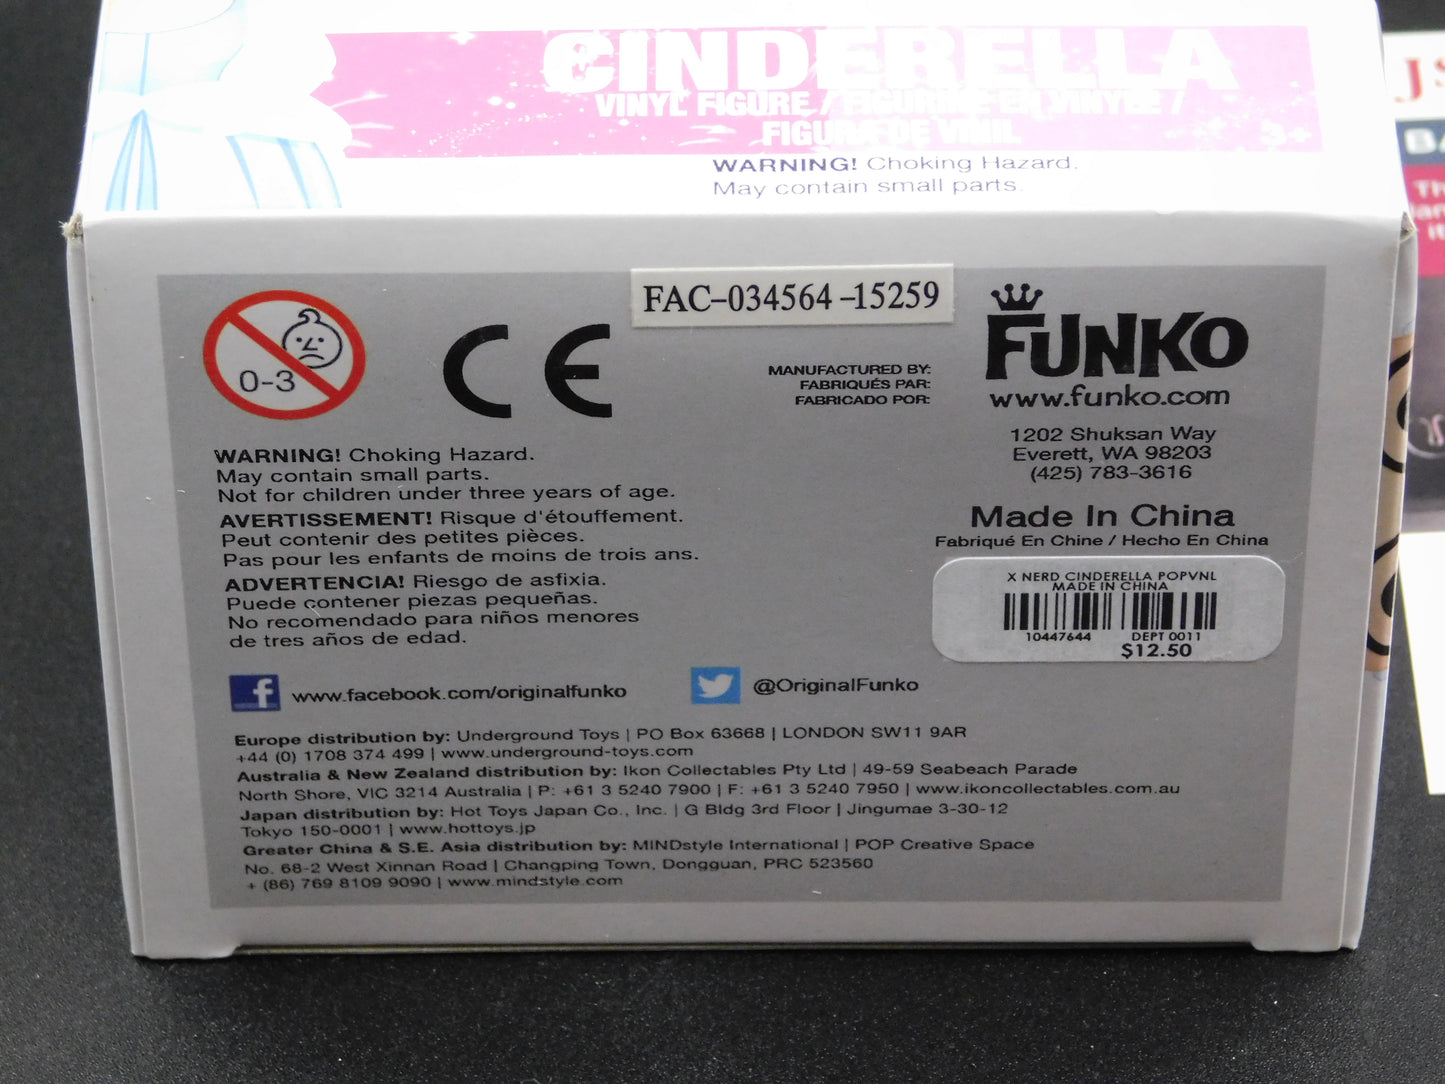 CINDERELLA
VINYL FIGURE / FIGURINE EN VINYLE /
FIGURA DE VINIL
3+
WARNING! Choking Hazard.
May contain small parts.
JS
BA
Th
it
FAC-034564-15259
0-3
CE
MANUFACTURED BY:
FABRIQUÉS PAR:
FABRICADO POR:
FUNKO
www.funko.com
1202 Shuksan Way
Everett, WA 98203
(425) 783-3616
Made In China
Fabriqué En Chine / Hecho En China
WARNING! Choking Hazard.
May contain small parts.
Not for children under three years of age.
AVERTISSEMENT! Risque d'étouffement.
Peut contenir des petites pièces.
Pas pour les enfants de moins de trois ans.
ADVERTENCIA! Riesgo de asfixia.
Puede contener piezas pequeñas.
No recomendado para niños menores
de tres años de edad.
X NERD CINDERELLA POPVNL
MADE IN CHINA
10447644 DEPT 0011
$12.50
f www.facebook.com/originalfunko
@OriginalFunko
Europe distribution by: Underground Toys | PO Box 63668 | LONDON SW11 9AR
+44 (0) 1708 374 499 | www.underground-toys.com
Australia & New Zealand distribution by: Ikon Collectables Pty Ltd | 49-59 Seabeach Parade
North Shore, VIC 3214 Australia | P: +61 3 5240 7900 | F: +61 3 5240 7950 | www.ikoncollectables.com.au
Japan distribution by: Hot Toys Japan Co., Inc. | G Bldg 3rd Floor | Jingumae 3-30-12
Tokyo 150-0001 | www.hottoys.jp
Greater China & S.E. Asia distribution by: MINDstyle International | POP Creative Space
No. 68-2 West Xinnan Road | Changping Town, Dongguan, PRC 523560
+ (86) 769 8109 9090 | www.mindstyle.com